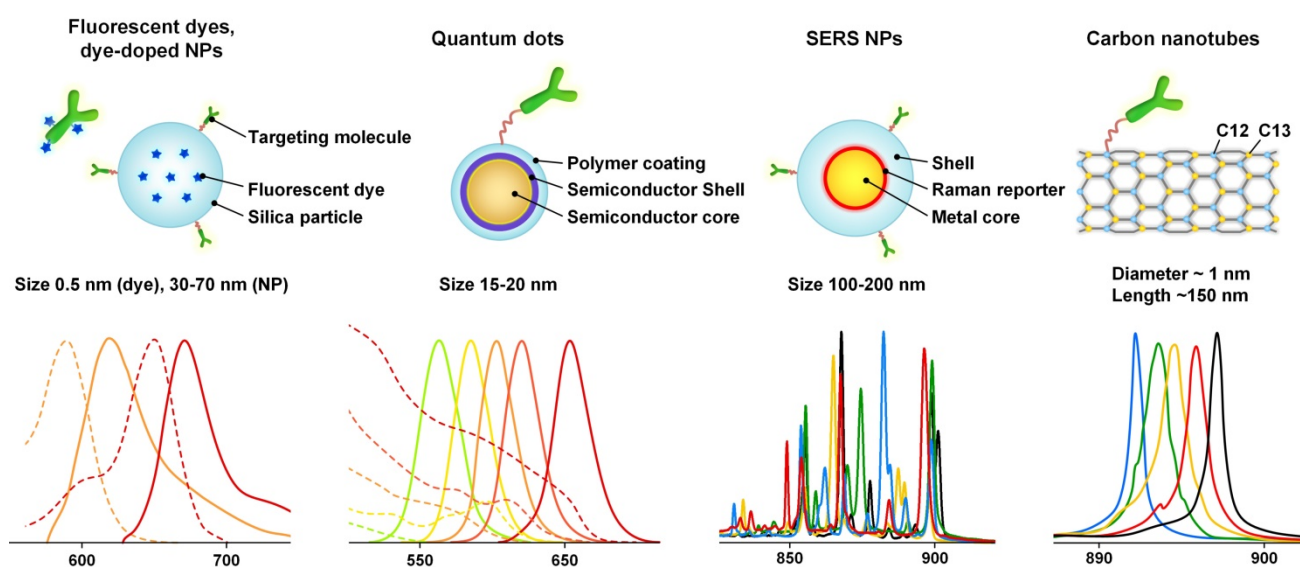 Fluorescent dyes,
dye-doped NPs
Targeting molecule
Fluorescent dye
Silica particle
Size 0.5 nm (dye), 30-70 nm (NP)
600
700
Quantum dots
Polymer coating
Semiconductor Shell
Semiconductor core
Size 15-20 nm
550
650
SERS NPs
Shell
Raman reporter
Metal core
Size 100-200 nm
850
900
Carbon nanotubes
C12
C13
Diameter ~ 1 nm
Length ~150 nm
890
900